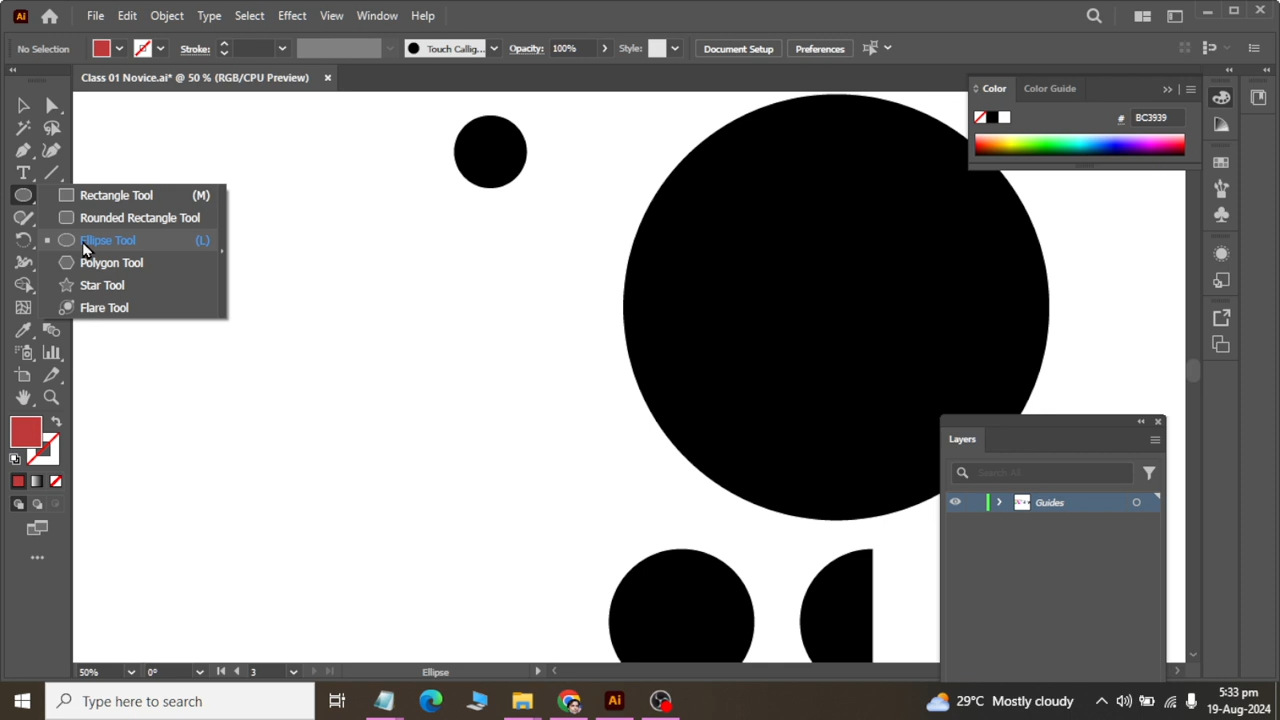 Ai File Edit Object Type Select Effect View Window Help
No Selection Stroke: Touch Callig... Opacity: 100% Style: Document Setup Preferences
Class 01 Novice.ai* @ 50 % (RGB/CPU Preview) ×
Color Color Guide
# BC3939
Rectangle Tool (M)
Rounded Rectangle Tool
Ellipse Tool (L)
Polygon Tool
Star Tool
Flare Tool
Layers
Search All
Guides
50% 0° 3 Ellipse
Type here to search
Ai
29°C Mostly cloudy
5:33 pm
19-Aug-2024